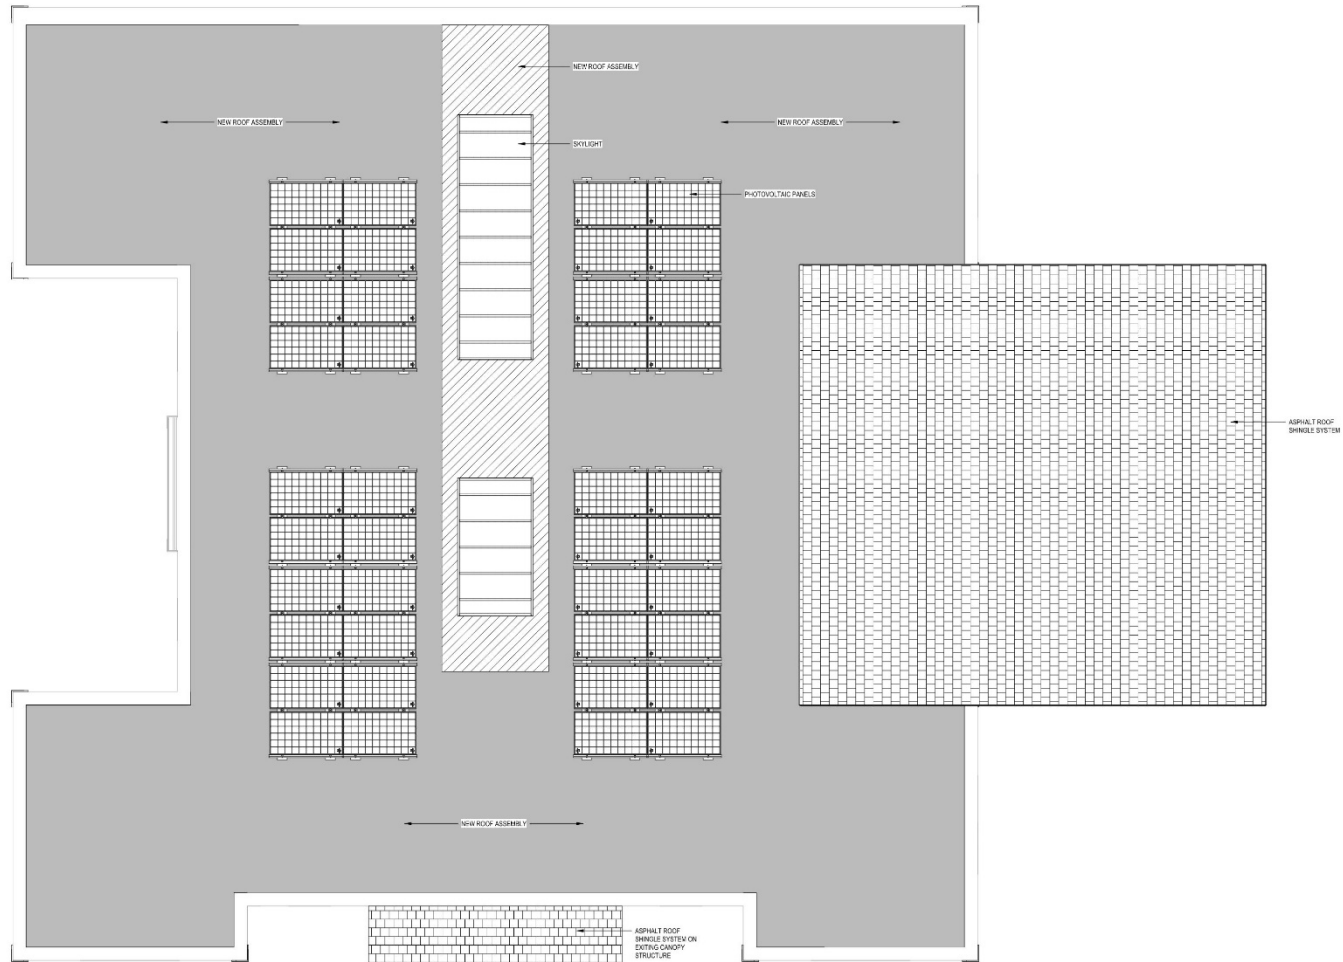 NEW ROOF ASSEMBLY
NEW ROOF ASSEMBLY
NEW ROOF ASSEMBLY
SKYLIGHT
PHOTOVOLTAIC PANELS
ASPHALT ROOF
SHINGLE SYSTEM
NEW ROOF ASSEMBLY
ASPHALT ROOF
SHINGLE SYSTEM ON
EXITING CANOPY
STRUCTURE